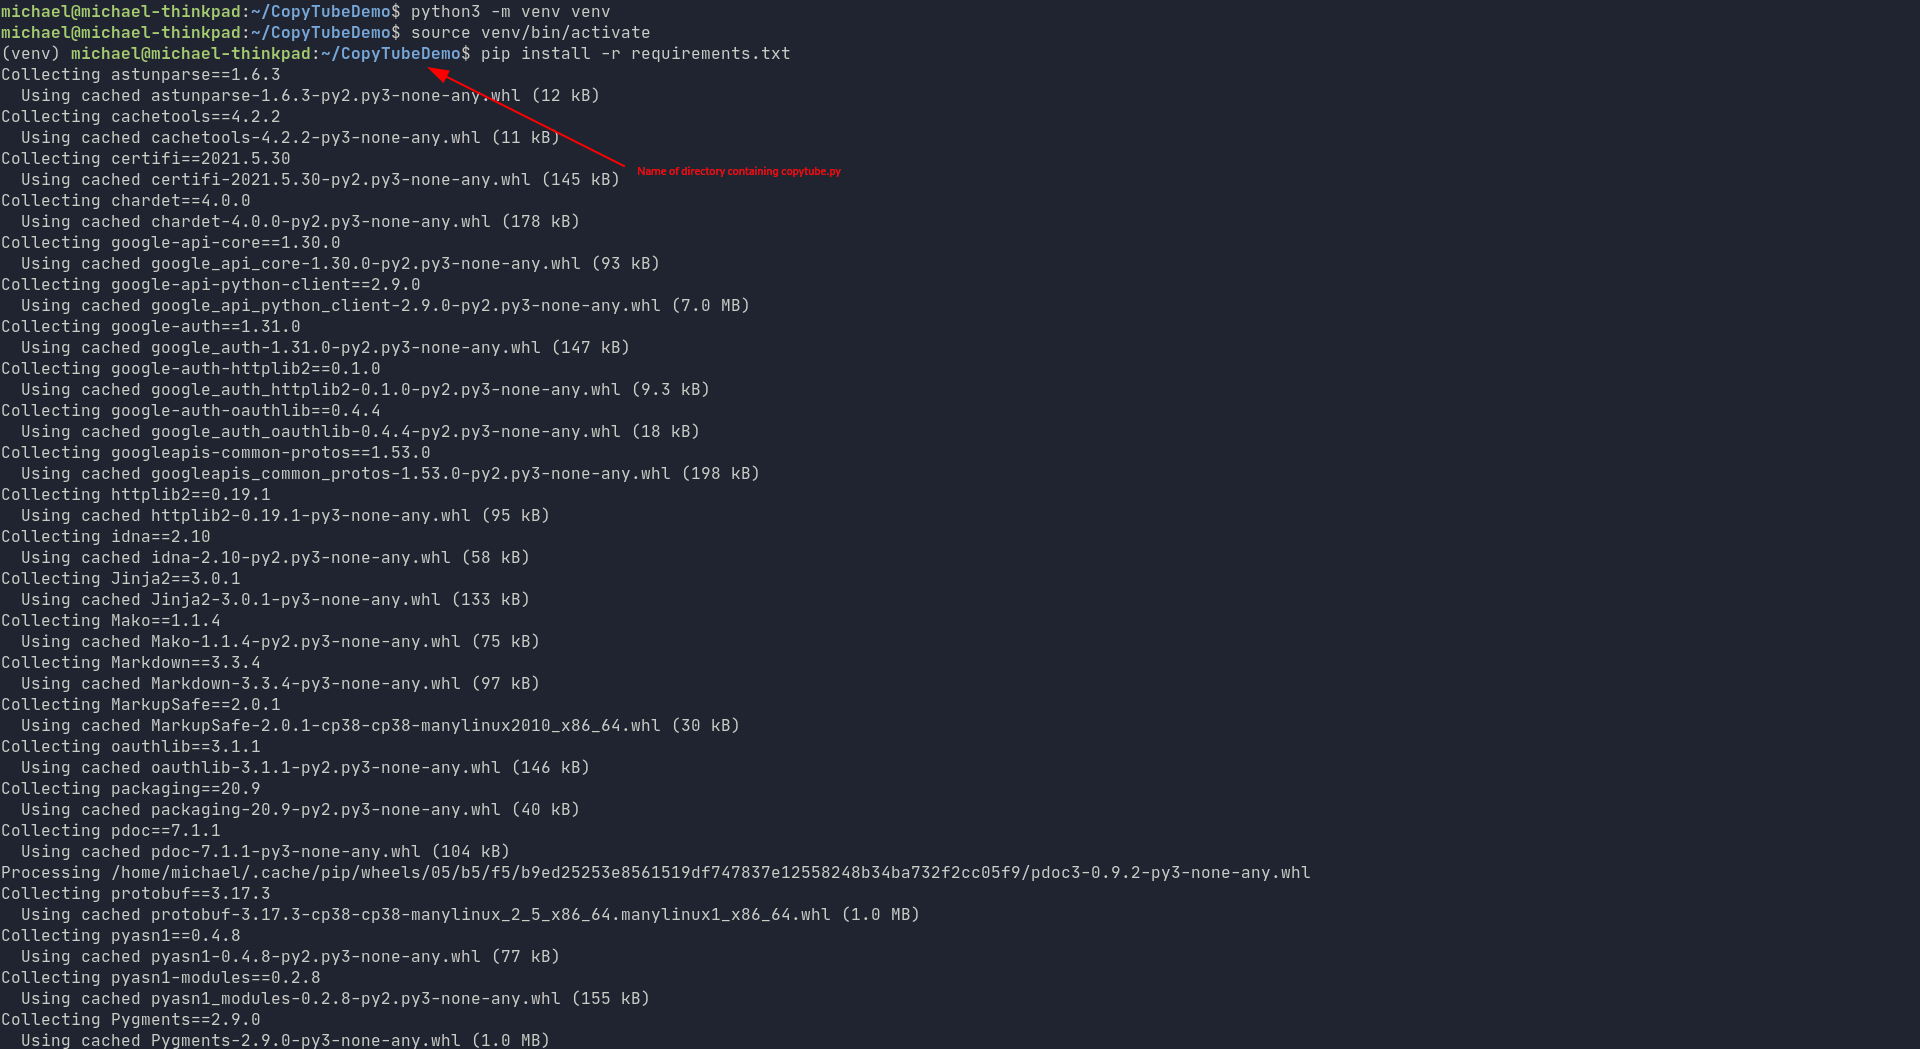 michael@michael-thinkpad:~/CopyTubeDemo$ python3 -m venv venv
michael@michael-thinkpad:~/CopyTubeDemo$ source venv/bin/activate
(venv) michael@michael-thinkpad:~/CopyTubeDemo$ pip install -r requirements.txt
Collecting astunparse==1.6.3
  Using cached astunparse-1.6.3-py2.py3-none-any.whl (12 kB)
Collecting cachetools==4.2.2
  Using cached cachetools-4.2.2-py3-none-any.whl (11 kB)
Collecting certifi==2021.5.30
Name of directory containing copytube.py
  Using cached certifi-2021.5.30-py2.py3-none-any.whl (145 kB)
Collecting chardet==4.0.0
  Using cached chardet-4.0.0-py2.py3-none-any.whl (178 kB)
Collecting google-api-core==1.30.0
  Using cached google_api_core-1.30.0-py2.py3-none-any.whl (93 kB)
Collecting google-api-python-client==2.9.0
  Using cached google_api_python_client-2.9.0-py2.py3-none-any.whl (7.0 MB)
Collecting google-auth==1.31.0
  Using cached google_auth-1.31.0-py2.py3-none-any.whl (147 kB)
Collecting google-auth-httplib2==0.1.0
  Using cached google_auth_httplib2-0.1.0-py2.py3-none-any.whl (9.3 kB)
Collecting google-auth-oauthlib==0.4.4
  Using cached google_auth_oauthlib-0.4.4-py2.py3-none-any.whl (18 kB)
Collecting googleapis-common-protos==1.53.0
  Using cached googleapis_common_protos-1.53.0-py2.py3-none-any.whl (198 kB)
Collecting httplib2==0.19.1
  Using cached httplib2-0.19.1-py3-none-any.whl (95 kB)
Collecting idna==2.10
  Using cached idna-2.10-py2.py3-none-any.whl (58 kB)
Collecting Jinja2==3.0.1
  Using cached Jinja2-3.0.1-py3-none-any.whl (133 kB)
Collecting Mako==1.1.4
  Using cached Mako-1.1.4-py2.py3-none-any.whl (75 kB)
Collecting Markdown==3.3.4
  Using cached Markdown-3.3.4-py3-none-any.whl (97 kB)
Collecting MarkupSafe==2.0.1
  Using cached MarkupSafe-2.0.1-cp38-cp38-manylinux2010_x86_64.whl (30 kB)
Collecting oauthlib==3.1.1
  Using cached oauthlib-3.1.1-py2.py3-none-any.whl (146 kB)
Collecting packaging==20.9
  Using cached packaging-20.9-py2.py3-none-any.whl (40 kB)
Collecting pdoc==7.1.1
  Using cached pdoc-7.1.1-py3-none-any.whl (104 kB)
Processing /home/michael/.cache/pip/wheels/05/b5/f5/b9ed25253e8561519df747837e12558248b34ba732f2cc05f9/pdoc3-0.9.2-py3-none-any.whl
Collecting protobuf==3.17.3
  Using cached protobuf-3.17.3-cp38-cp38-manylinux_2_5_x86_64.manylinux1_x86_64.whl (1.0 MB)
Collecting pyasn1==0.4.8
  Using cached pyasn1-0.4.8-py2.py3-none-any.whl (77 kB)
Collecting pyasn1-modules==0.2.8
  Using cached pyasn1_modules-0.2.8-py2.py3-none-any.whl (155 kB)
Collecting Pygments==2.9.0
  Using cached Pygments-2.9.0-py3-none-any.whl (1.0 MB)